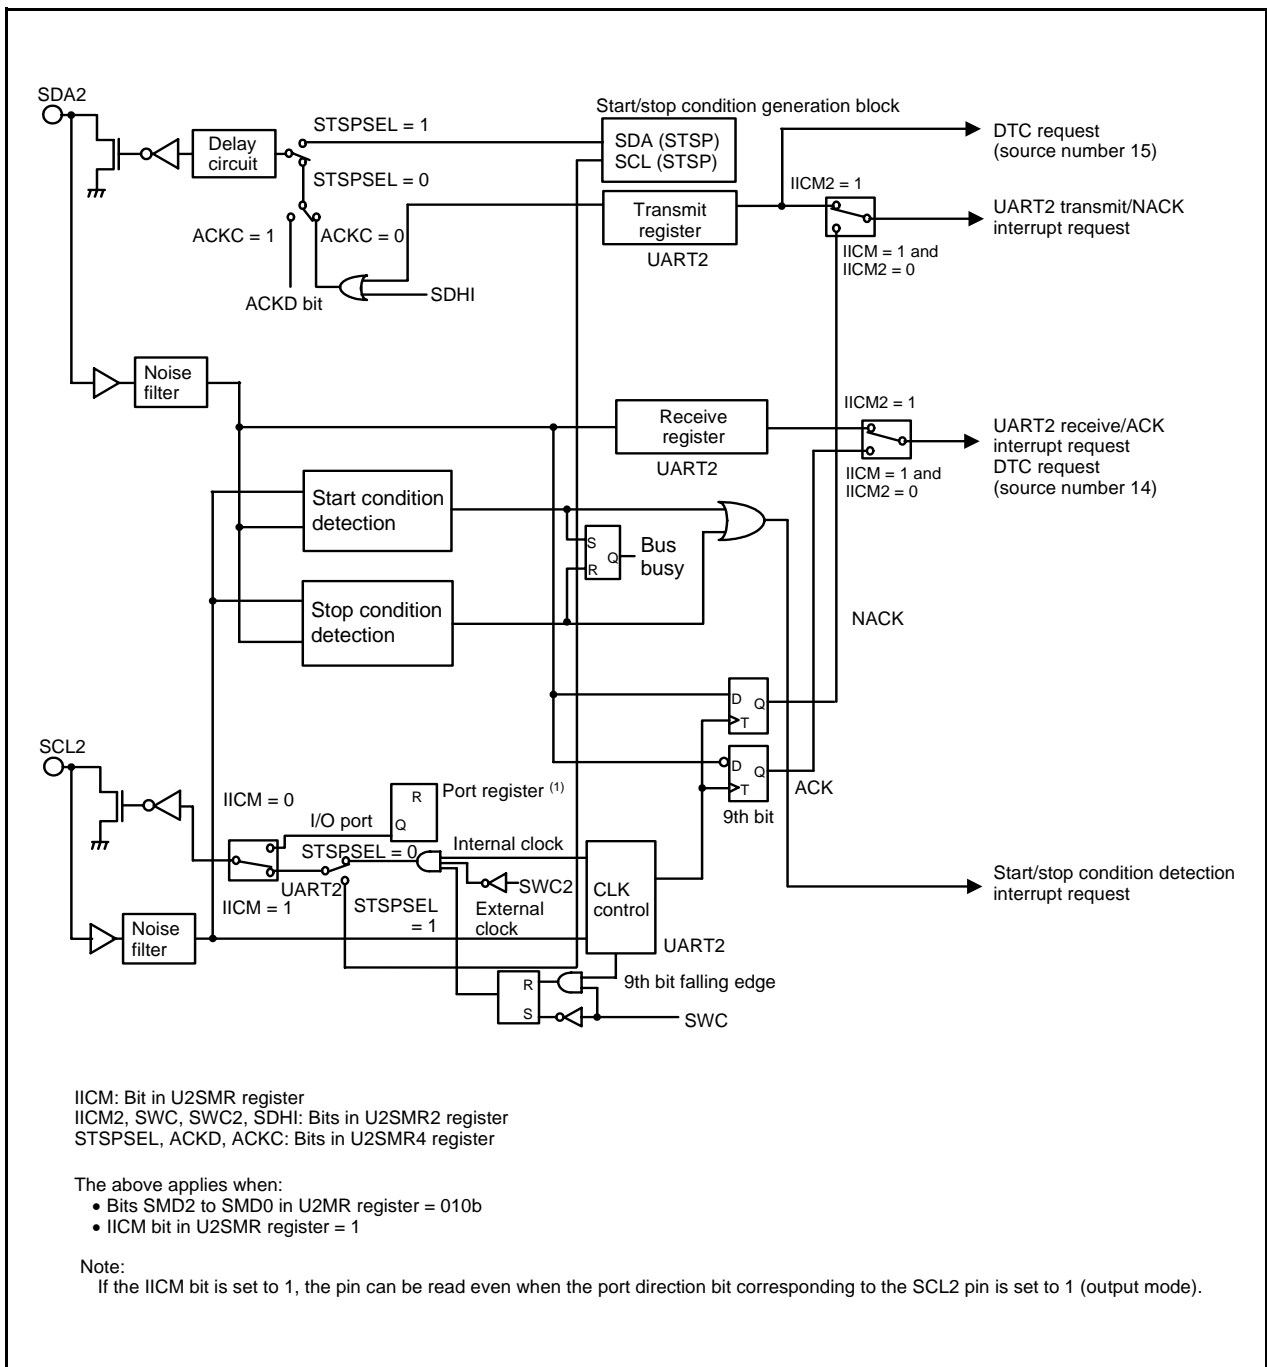 SDA2
Start/stop condition generation block
STSPSEL = 1
Delay
circuit
SDA (STSP)
SCL (STSP)
DTC request
(source number 15)
STSPSEL = 0
IICM2 = 1
Transmit
register
UART2
UART2 transmit/NACK
interrupt request
ACKC = 1
ACKC = 0
IICM = 1 and
IICM2 = 0
ACKD bit
SDHI
Noise
filter
IICM2 = 1
Receive
register
UART2
UART2 receive/ACK
interrupt request
DTC request
(source number 14)
IICM = 1 and
IICM2 = 0
Start condition
detection
S
R
Q
Bus
busy
Stop condition
detection
NACK
D
Q
T
SCL2
D
Q
T
ACK
9th bit
IICM = 0
R
Q
Port register (1)
I/O port
STSPSEL = 0
Internal clock
UART2
SWC2
CLK
control
IICM = 1
STSPSEL
= 1
External
clock
Start/stop condition detection
interrupt request
Noise
filter
UART2
R
S
9th bit falling edge
SWC
IICM: Bit in U2SMR register
IICM2, SWC, SWC2, SDHI: Bits in U2SMR2 register
STSPSEL, ACKD, ACKC: Bits in U2SMR4 register
The above applies when:
• Bits SMD2 to SMD0 in U2MR register = 010b
• IICM bit in U2SMR register = 1
Note:
If the IICM bit is set to 1, the pin can be read even when the port direction bit corresponding to the SCL2 pin is set to 1 (output mode).